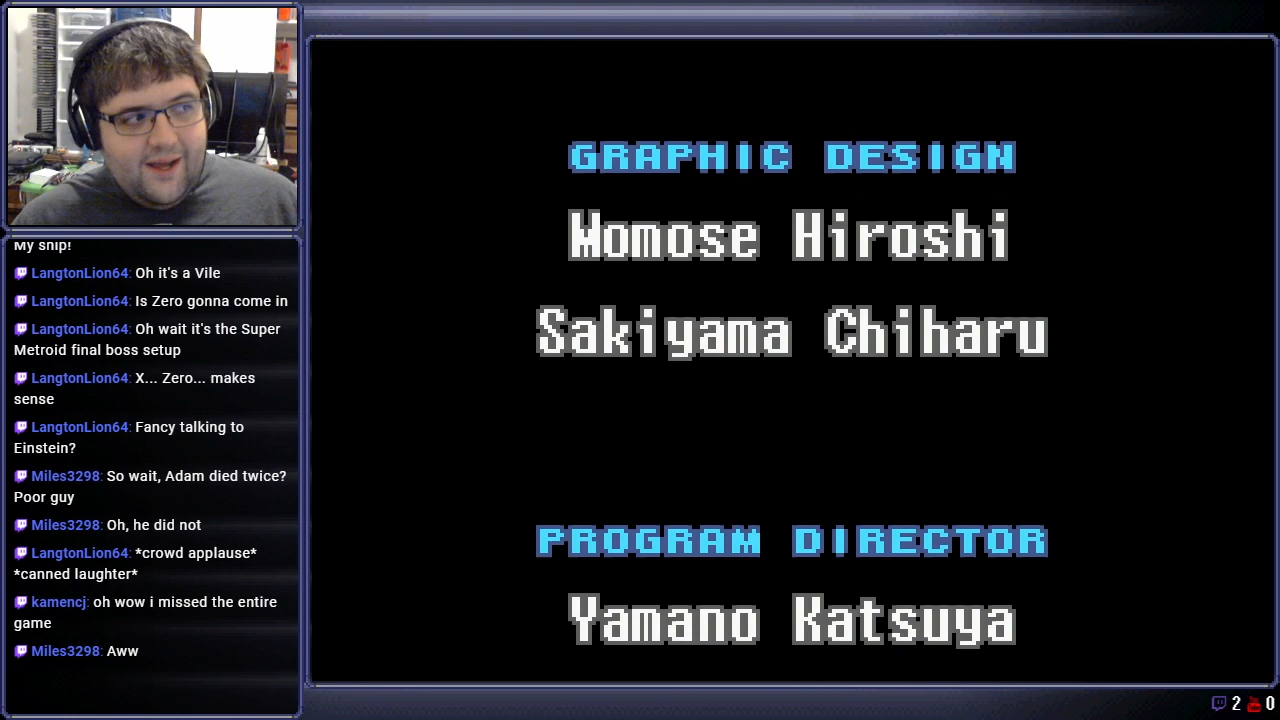 My ship!
LangtonLion64: Oh it's a Vile
LangtonLion64: Is Zero gonna come in
LangtonLion64: Oh wait it's the Super
Metroid final boss setup
LangtonLion64: X... Zero... makes
sense
LangtonLion64: Fancy talking to
Einstein?
Miles3298: So wait, Adam died twice?
Poor guy
Miles3298: Oh, he did not
LangtonLion64: *crowd applause*
*canned laughter*
kamencj: oh wow i missed the entire
game
Miles3298: Aww
GRAPHIC DESIGN
Momose Hiroshi
Sakiyama Chiharu
PROGRAM DIRECTOR
Yamano Katsuya
2 0